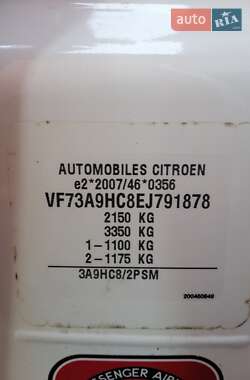 AUTO RIA.com
AUTOMOBILES CITROEN
e2*2007/46*0356
VF73A9HC8EJ791878
2150 KG
3350 KG
1-1100 KG
2-1175 KG
3A9HC8/2PSM